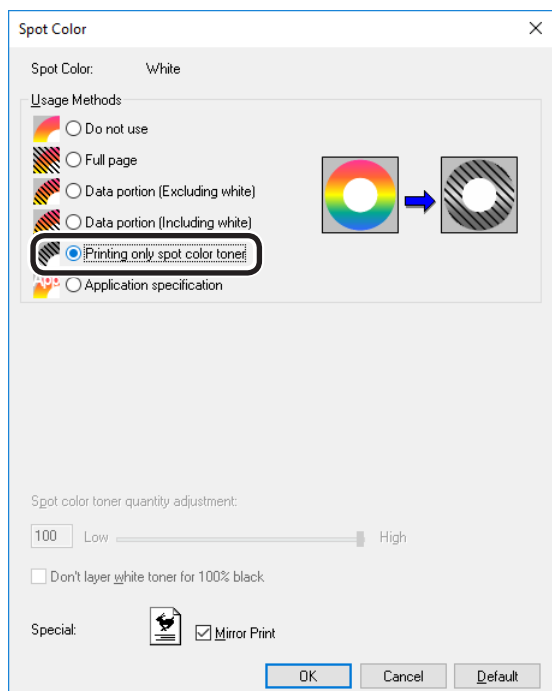 Spot Color
Spot Color: White
Usage Methods
Do not use
Full page
Data portion (Excluding white)
Data portion (Including white)
Printing only spot color toner
Application specification
Spot color toner quantity adjustment:
100 Low High
Don't layer white toner for 100% black
Special: Mirror Print
OK Cancel Default